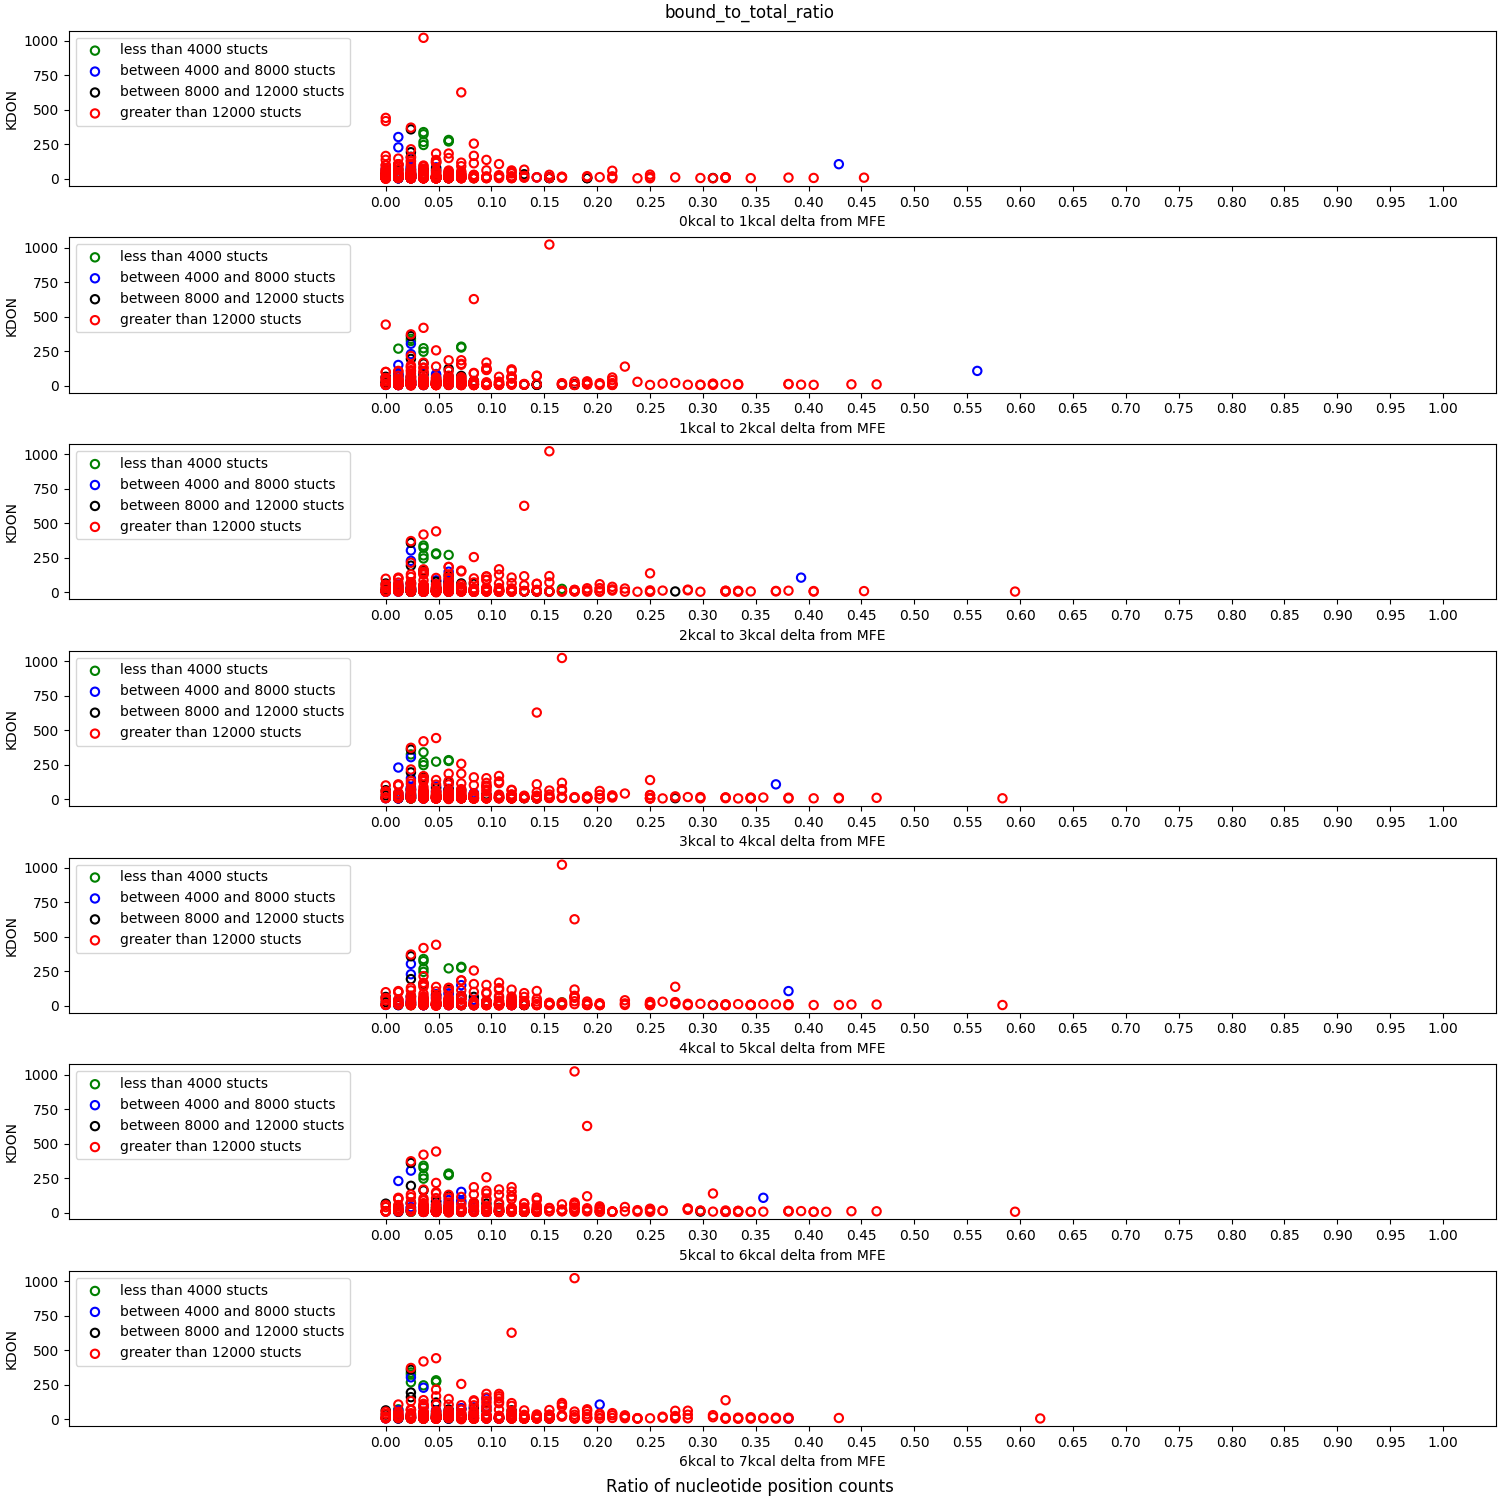 bound_to_total_ratio
1000
750
500
250
0
KDON
less than 4000 stucts
between 4000 and 8000 stucts
between 8000 and 12000 stucts
greater than 12000 stucts
0.00 0.05 0.10 0.15 0.20 0.25 0.30 0.35 0.40 0.45 0.50 0.55 0.60 0.65 0.70 0.75 0.80 0.85 0.90 0.95 1.00
0kcal to 1kcal delta from MFE
1000
750
500
250
0
KDON
less than 4000 stucts
between 4000 and 8000 stucts
between 8000 and 12000 stucts
greater than 12000 stucts
0.00 0.05 0.10 0.15 0.20 0.25 0.30 0.35 0.40 0.45 0.50 0.55 0.60 0.65 0.70 0.75 0.80 0.85 0.90 0.95 1.00
1kcal to 2kcal delta from MFE
1000
750
500
250
0
KDON
less than 4000 stucts
between 4000 and 8000 stucts
between 8000 and 12000 stucts
greater than 12000 stucts
0.00 0.05 0.10 0.15 0.20 0.25 0.30 0.35 0.40 0.45 0.50 0.55 0.60 0.65 0.70 0.75 0.80 0.85 0.90 0.95 1.00
2kcal to 3kcal delta from MFE
1000
750
500
250
0
KDON
less than 4000 stucts
between 4000 and 8000 stucts
between 8000 and 12000 stucts
greater than 12000 stucts
0.00 0.05 0.10 0.15 0.20 0.25 0.30 0.35 0.40 0.45 0.50 0.55 0.60 0.65 0.70 0.75 0.80 0.85 0.90 0.95 1.00
3kcal to 4kcal delta from MFE
1000
750
500
250
0
KDON
less than 4000 stucts
between 4000 and 8000 stucts
between 8000 and 12000 stucts
greater than 12000 stucts
0.00 0.05 0.10 0.15 0.20 0.25 0.30 0.35 0.40 0.45 0.50 0.55 0.60 0.65 0.70 0.75 0.80 0.85 0.90 0.95 1.00
4kcal to 5kcal delta from MFE
1000
750
500
250
0
KDON
less than 4000 stucts
between 4000 and 8000 stucts
between 8000 and 12000 stucts
greater than 12000 stucts
0.00 0.05 0.10 0.15 0.20 0.25 0.30 0.35 0.40 0.45 0.50 0.55 0.60 0.65 0.70 0.75 0.80 0.85 0.90 0.95 1.00
5kcal to 6kcal delta from MFE
1000
750
500
250
0
KDON
less than 4000 stucts
between 4000 and 8000 stucts
between 8000 and 12000 stucts
greater than 12000 stucts
0.00 0.05 0.10 0.15 0.20 0.25 0.30 0.35 0.40 0.45 0.50 0.55 0.60 0.65 0.70 0.75 0.80 0.85 0.90 0.95 1.00
6kcal to 7kcal delta from MFE
Ratio of nucleotide position counts